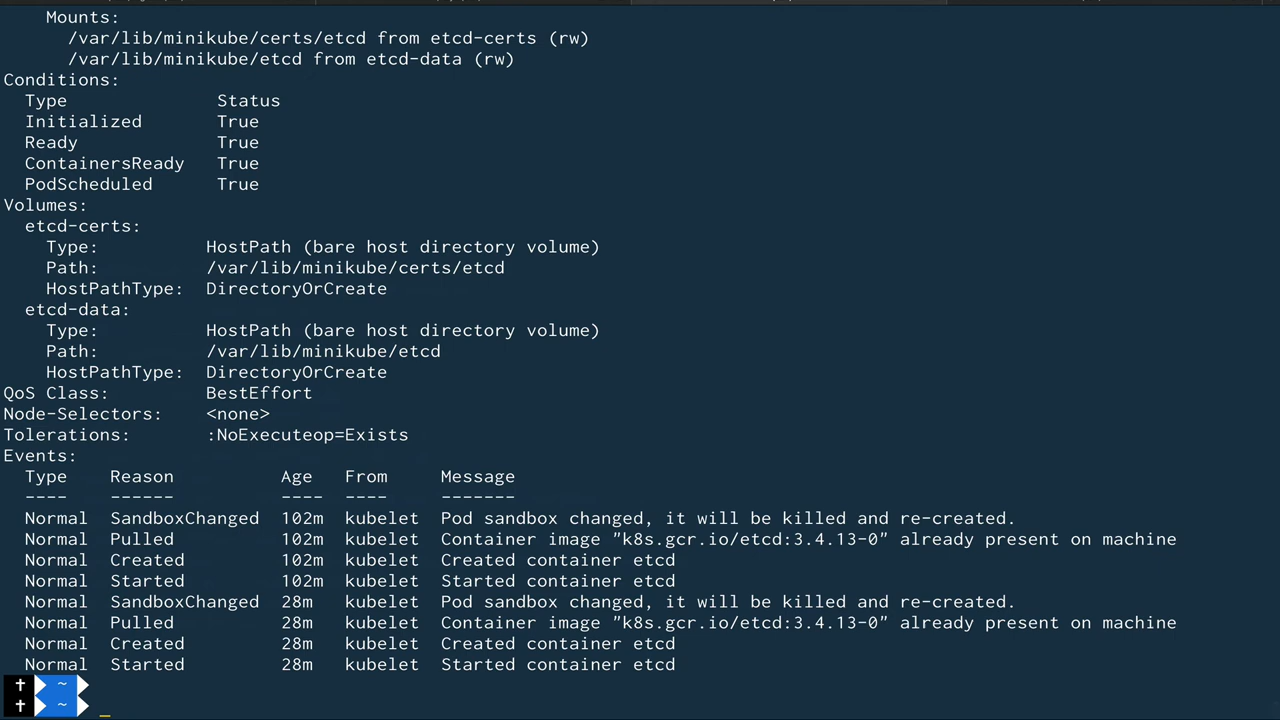 Mounts:
/var/lib/minikube/certs/etcd from etcd-certs (rw)
/var/lib/minikube/etcd from etcd-data (rw)
Conditions:
Type Status
Initialized True
Ready True
ContainersReady True
PodScheduled True
Volumes:
etcd-certs:
Type: HostPath (bare host directory volume)
Path: /var/lib/minikube/certs/etcd
HostPathType: DirectoryOrCreate
etcd-data:
Type: HostPath (bare host directory volume)
Path: /var/lib/minikube/etcd
HostPathType: DirectoryOrCreate
QoS Class: BestEffort
Node-Selectors: <none>
Tolerations: :NoExecuteop=Exists
Events:
Type Reason Age From Message
---- ------ ---- ---- -------
Normal SandboxChanged 102m kubelet Pod sandbox changed, it will be killed and re-created.
Normal Pulled 102m kubelet Container image "k8s.gcr.io/etcd:3.4.13-0" already present on machine
Normal Created 102m kubelet Created container etcd
Normal Started 102m kubelet Started container etcd
Normal SandboxChanged 28m kubelet Pod sandbox changed, it will be killed and re-created.
Normal Pulled 28m kubelet Container image "k8s.gcr.io/etcd:3.4.13-0" already present on machine
Normal Created 28m kubelet Created container etcd
Normal Started 28m kubelet Started container etcd
✝ ~
✝ ~ _